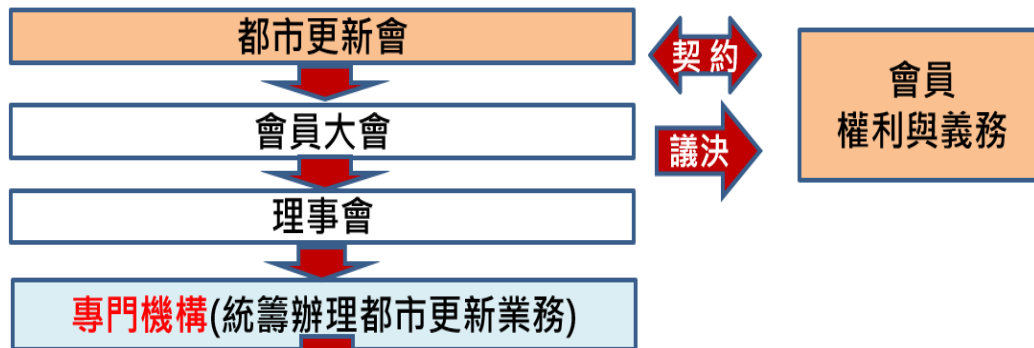 都市更新會
契約
會員
權利與義務
會員大會
議決
理事會
專門機構(統籌辦理都市更新業務)